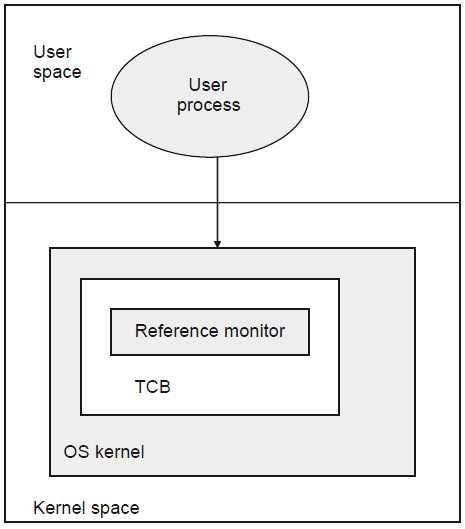 User
space
User
process
Reference monitor
TCB
OS kernel
Kernel space